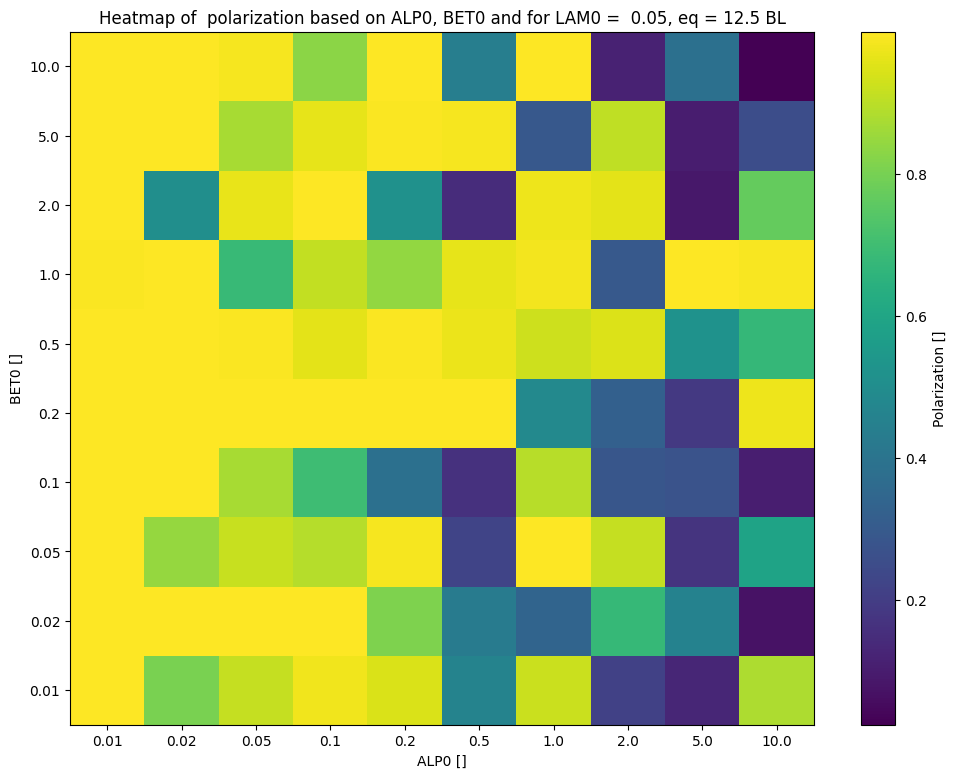 Heatmap of  polarization based on ALP0, BET0 and for LAM0 =  0.05, eq = 12.5 BL
10.0
5.0
2.0
1.0
0.5
0.2
0.1
0.05
0.02
0.01
BET0 []
0.01 0.02 0.05 0.1 0.2 0.5 1.0 2.0 5.0 10.0
ALP0 []
0.8
0.6
0.4
0.2
Polarization []